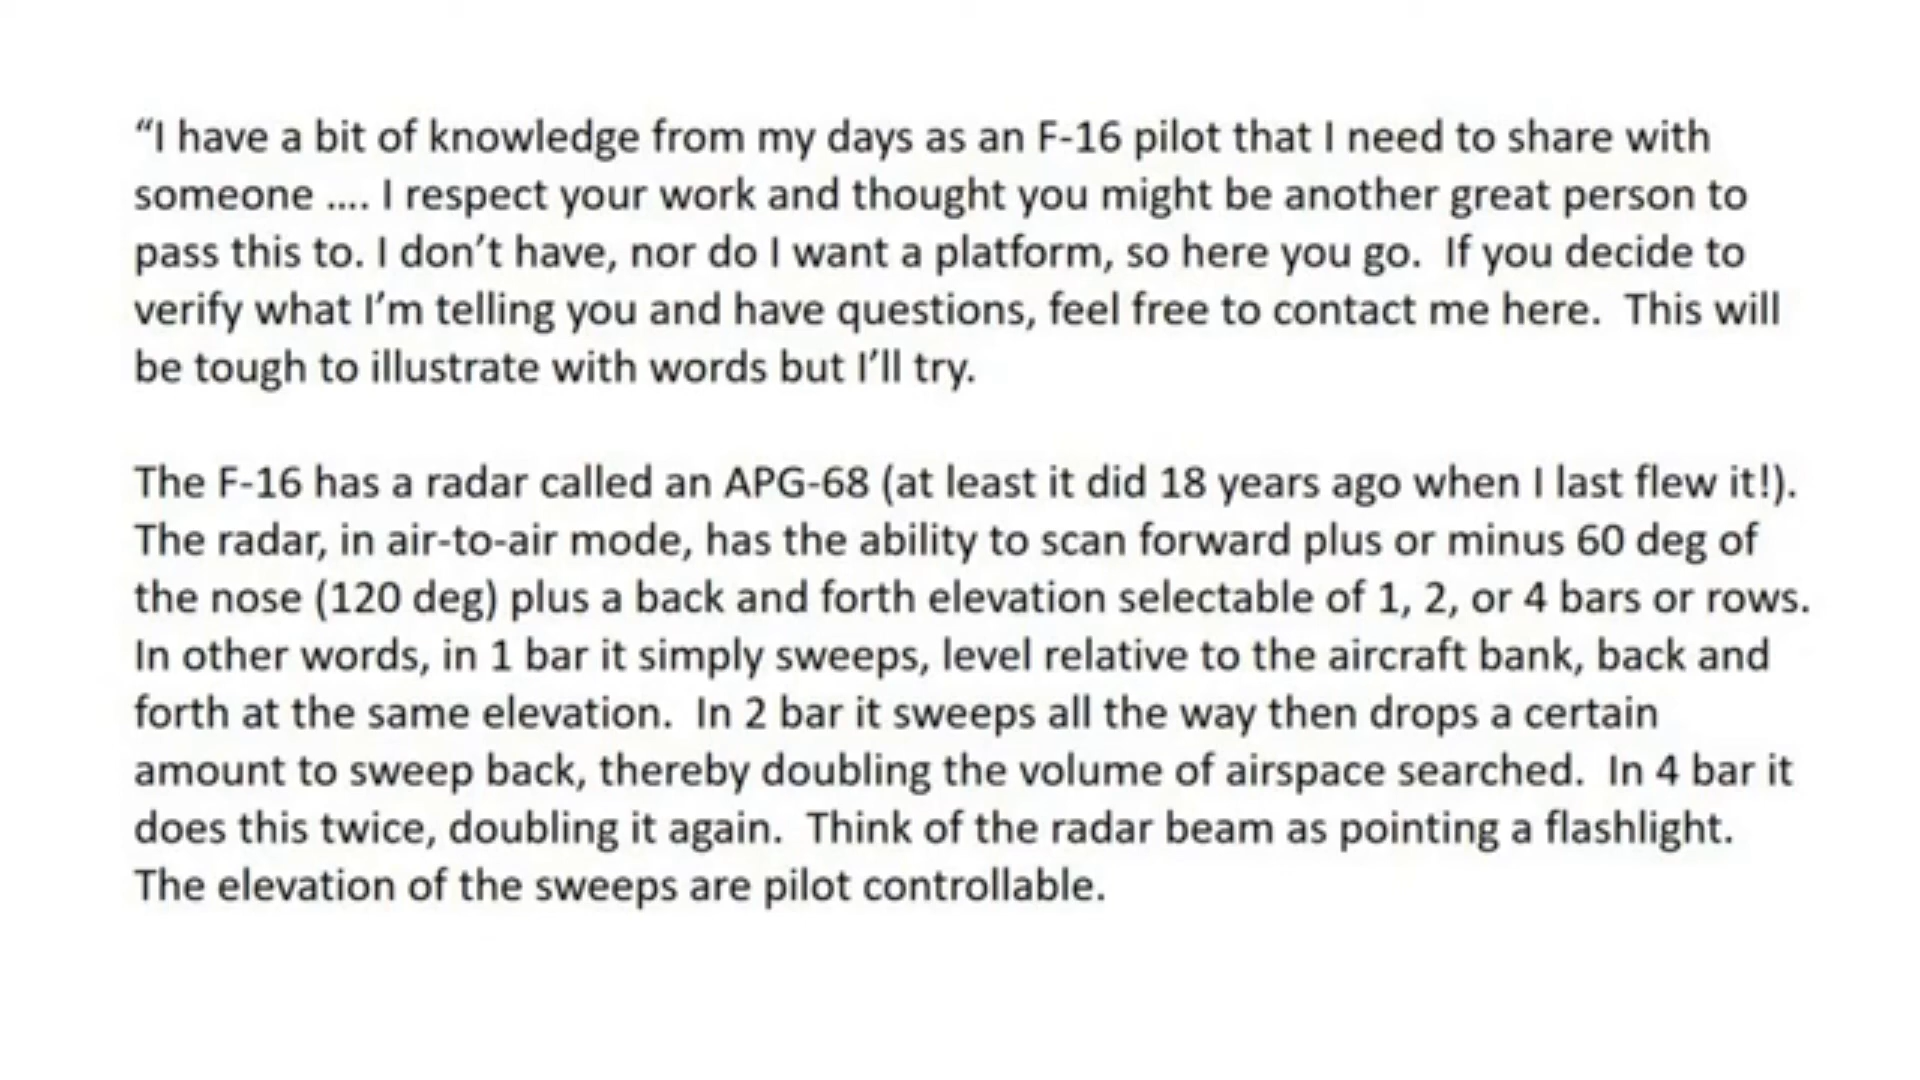 “I have a bit of knowledge from my days as an F-16 pilot that I need to share with
someone .... I respect your work and thought you might be another great person to
pass this to. I don’t have, nor do I want a platform, so here you go.  If you decide to
verify what I’m telling you and have questions, feel free to contact me here.  This will
be tough to illustrate with words but I’ll try.
The F-16 has a radar called an APG-68 (at least it did 18 years ago when I last flew it!).
The radar, in air-to-air mode, has the ability to scan forward plus or minus 60 deg of
the nose (120 deg) plus a back and forth elevation selectable of 1, 2, or 4 bars or rows.
In other words, in 1 bar it simply sweeps, level relative to the aircraft bank, back and
forth at the same elevation.  In 2 bar it sweeps all the way then drops a certain
amount to sweep back, thereby doubling the volume of airspace searched.  In 4 bar it
does this twice, doubling it again.  Think of the radar beam as pointing a flashlight.
The elevation of the sweeps are pilot controllable.